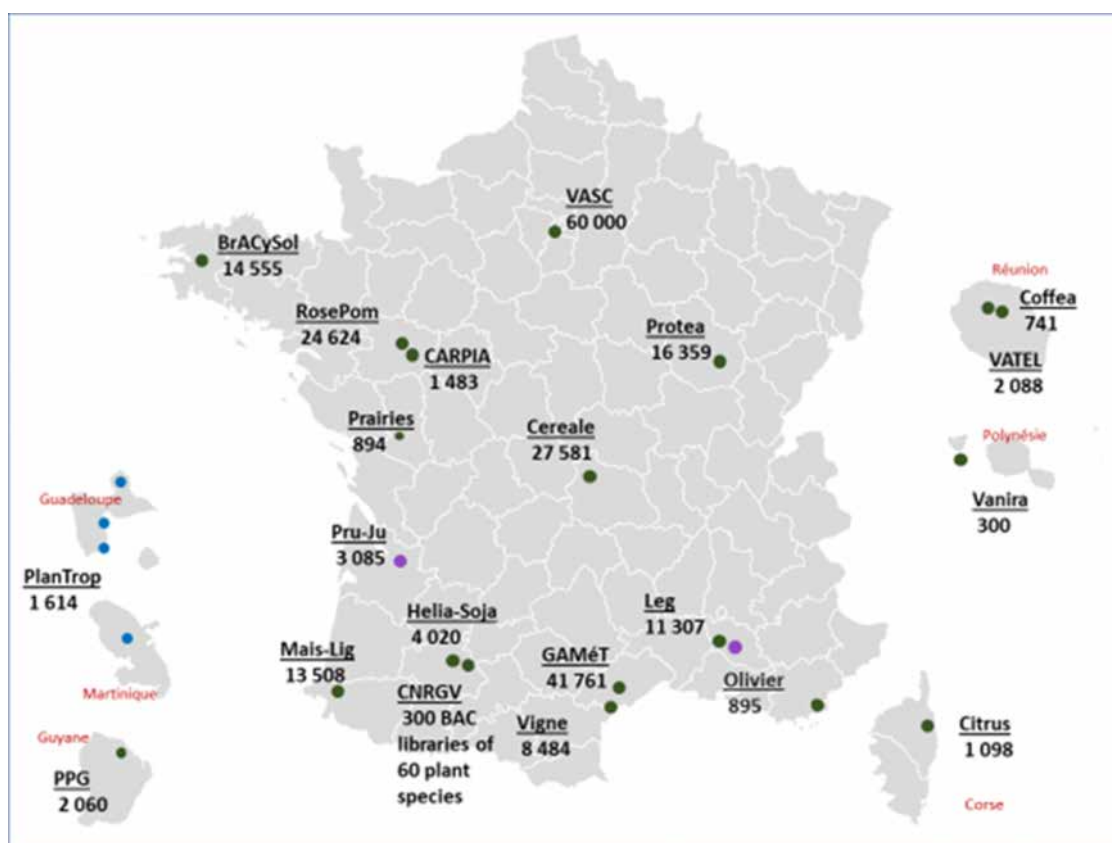 VASC
60 000
BrACySol
14 555
Réunion
Coffea
741
VATEL
2 088
RosePom
24 624
CARPIA
1 483
Protea
16 359
Prairies
894
Cereale
27 581
Polynésie
Vanira
300
Guadeloupe
PlanTrop
1 614
Martinique
Pru-Ju
3 085
Helia-Soja
4 020
Leg
11 307
Mais-Lig
13 508
GAMéT
41 761
Olivier
895
CNRGV
300 BAC
libraries of
60 plant
species
Vigne
8 484
Citrus
1 098
Corse
Guyane
PPG
2 060